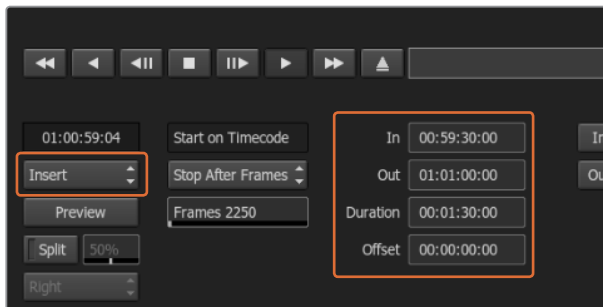 01:00:59:04 Start on Timecode In 00:59:30:00
Insert Stop After Frames Out 01:01:00:00
Preview Frames 2250 Duration 00:01:30:00
Split 50% Offset 00:00:00:00
Right